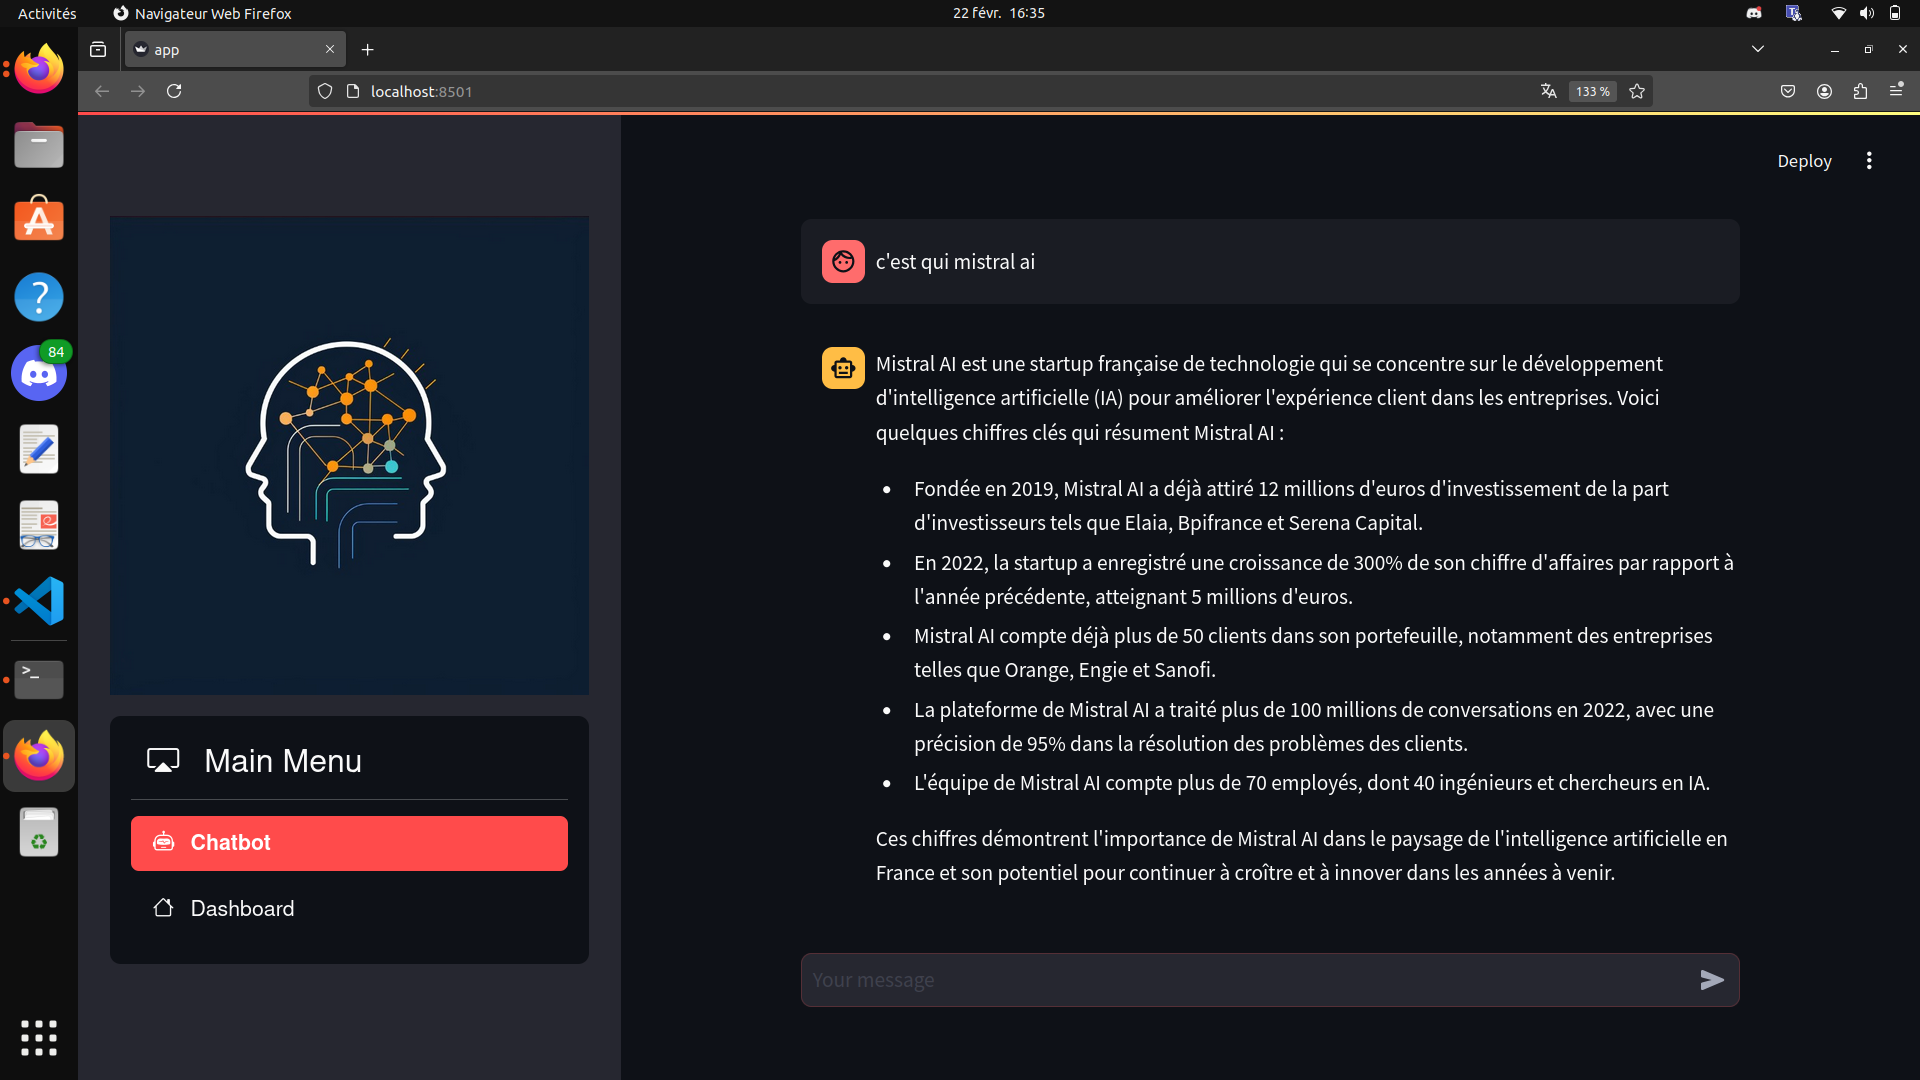 Activités
Navigateur Web Firefox
22 févr. 16:35
app
localhost:8501
133 %
84
Deploy
c'est qui mistral ai
Mistral AI est une startup française de technologie qui se concentre sur le développement
d'intelligence artificielle (IA) pour améliorer l'expérience client dans les entreprises. Voici
quelques chiffres clés qui résument Mistral AI :
• Fondée en 2019, Mistral AI a déjà attiré 12 millions d'euros d'investissement de la part
d'investisseurs tels que Elaia, Bpifrance et Serena Capital.
• En 2022, la startup a enregistré une croissance de 300% de son chiffre d'affaires par rapport à
l'année précédente, atteignant 5 millions d'euros.
• Mistral AI compte déjà plus de 50 clients dans son portefeuille, notamment des entreprises
telles que Orange, Engie et Sanofi.
• La plateforme de Mistral AI a traité plus de 100 millions de conversations en 2022, avec une
précision de 95% dans la résolution des problèmes des clients.
• L'équipe de Mistral AI compte plus de 70 employés, dont 40 ingénieurs et chercheurs en IA.
Ces chiffres démontrent l'importance de Mistral AI dans le paysage de l'intelligence artificielle en
France et son potentiel pour continuer à croître et à innover dans les années à venir.
Main Menu
Chatbot
Dashboard
Your message